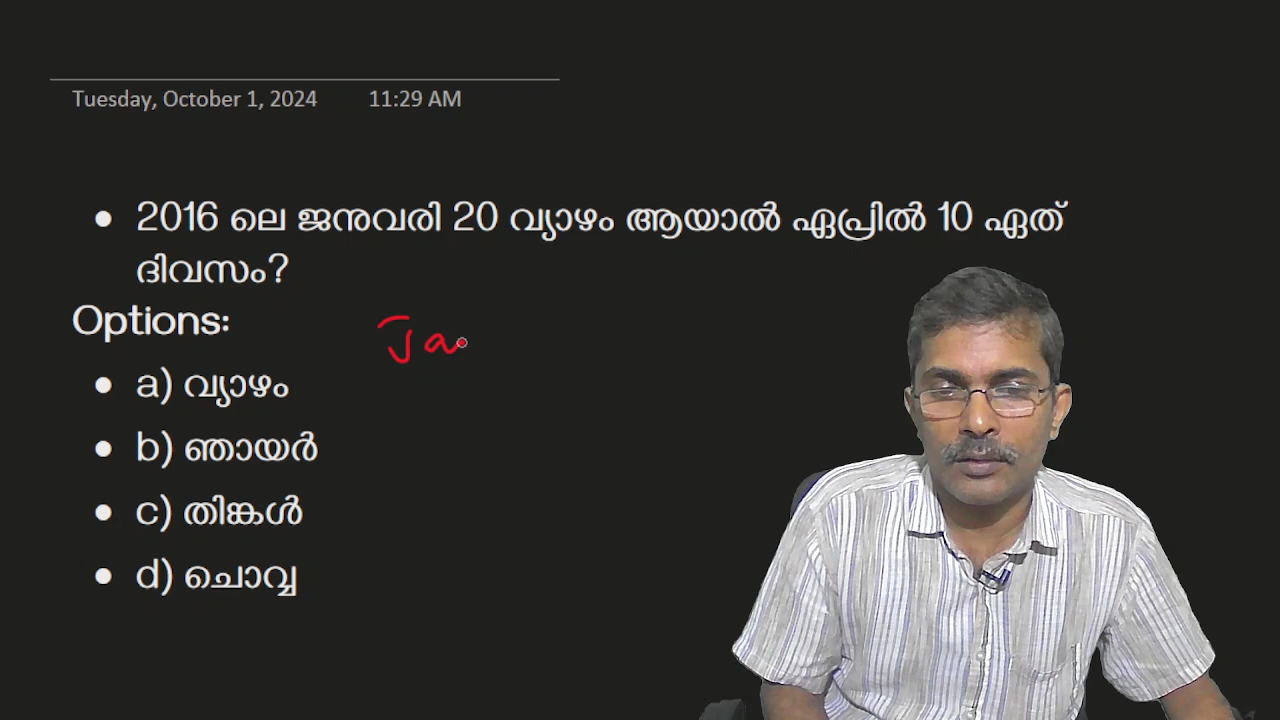 Tuesday, October 1, 2024 11:29 AM
● 2016 ലെ ജനുവരി 20 വ്യാഴം ആയാൽ ഏപ്രിൽ 10 ഏത്
ദിവസം?
Options:
Ja
● a) വ്യാഴം
● b) ഞായർ
● c) തിങ്കൾ
● d) ചൊവ്വ